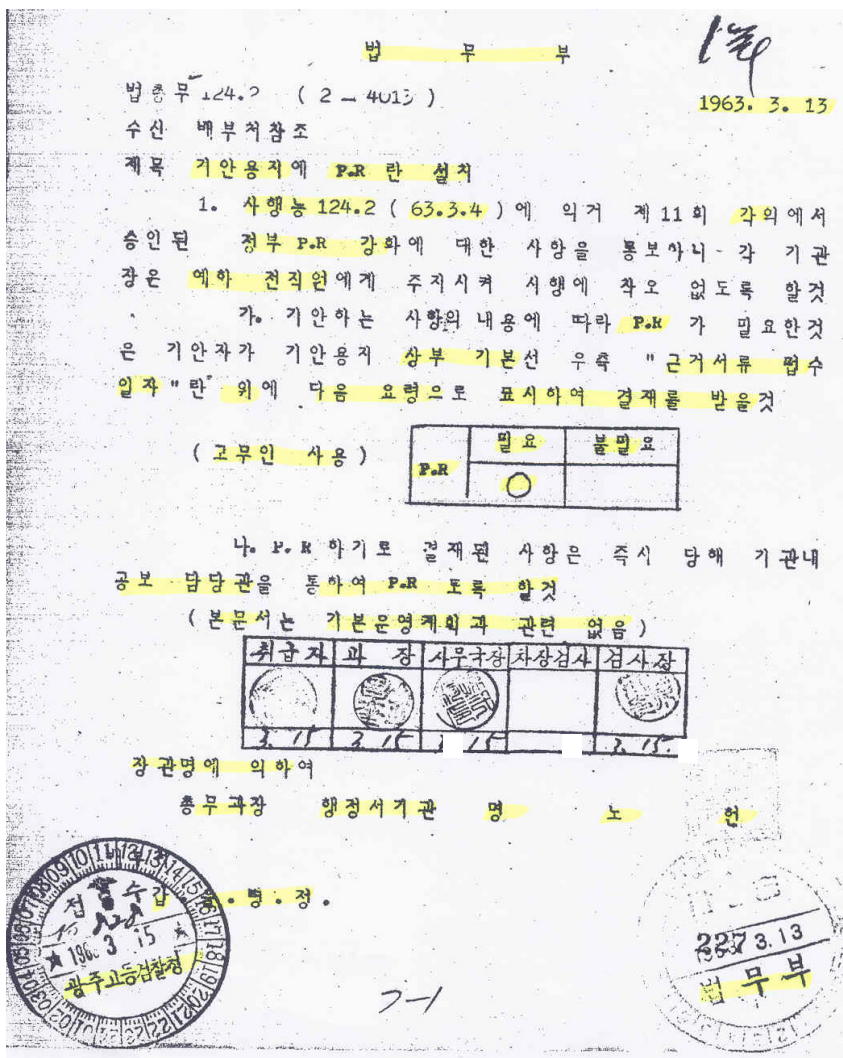 법 무 부
법총무 124.2 ( 2 - 4013 )
1963. 3. 13
수신 배부처참조
제목 기안용지에 P.R 란 설치
1. 사행능 124.2 ( 63.3.4 ) 에 의거 제 11회 각의에서
승인된 정부 P.R 강화에 대한 사항을 통보하니 각 기관
장은 예하 전직원에게 주지시켜 시행에 착오 없도록 할것
가. 기안하는 사항의 내용에 따라 P.R 가 필요한것
은 기안자가 기안용지 상부 기본선 우측 "근거서류 접수
일자"란 위에 다음 요령으로 표시하여 결재를 받을것
( 고무인 사용 )
P.R 필요 불필요
○
나. P.R 하기로 결재된 사항은 즉시 당해 기관내
공보 담당관을 통하여 P.R 토록 할것
( 본문서는 기본운영계획과 관련 없음 )
취급자 과 장 사무국장 차장검사 검사장
3. 15 3. 15 3. 15 3. 15.
장관명에 의하여
총무과장 행정서기관 명 노 헌
접 수
1963 3 15
광주고등검찰청
227
1963. 3. 13
법 무 부
7-1